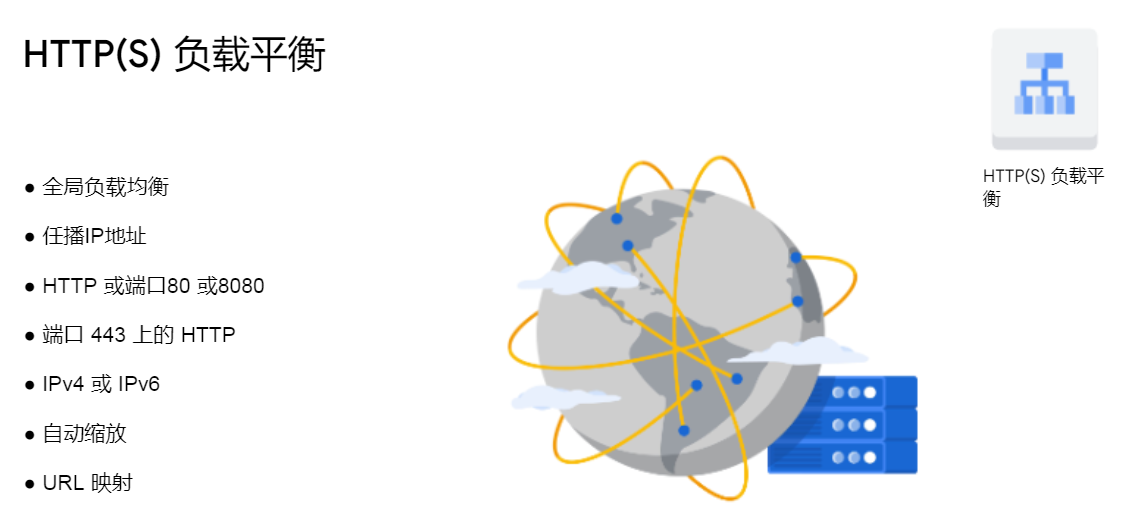 HTTP(S) 负载平衡
HTTP(S) 负载平
衡
● 全局负载均衡
● 任播IP地址
● HTTP 或端口80 或8080
● 端口 443 上的 HTTP
● IPv4 或 IPv6
● 自动缩放
● URL 映射